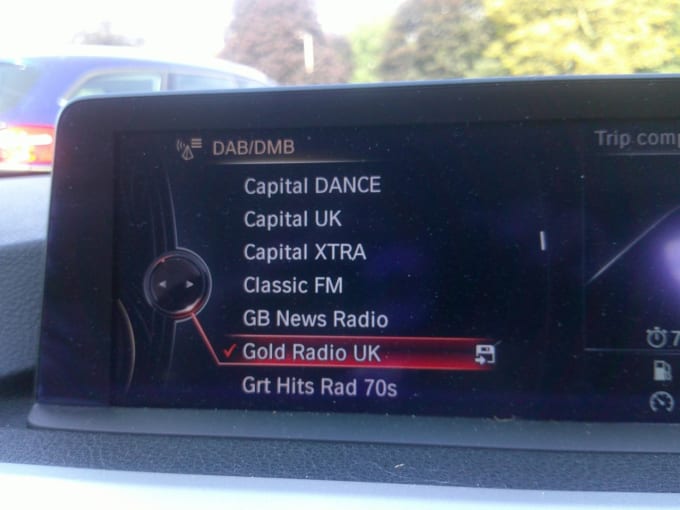 DAB/DMB
Trip comp
Capital DANCE
Capital UK
Capital XTRA
Classic FM
GB News Radio
Gold Radio UK
Grt Hits Rad 70s
7